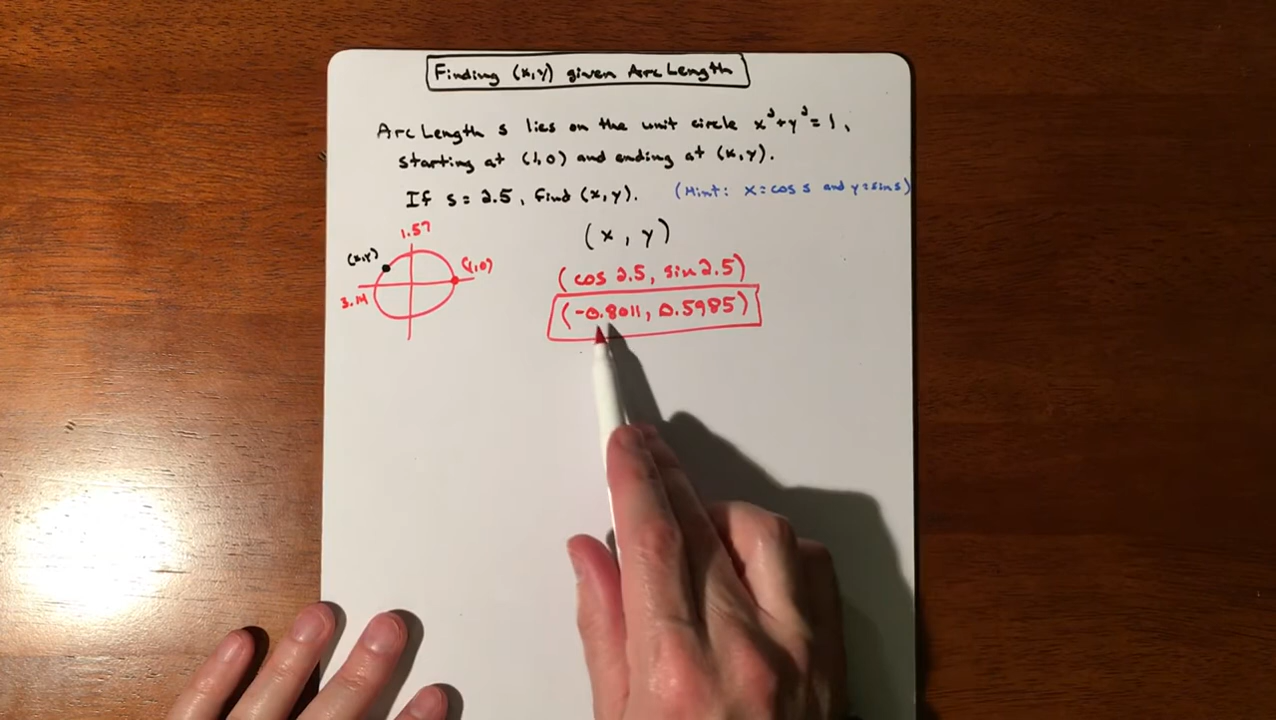 Finding (x,y) given Arc Length
Arc Length s lies on the unit circle x²+y²=1,
starting at (1,0) and ending at (x,y).
If s = 2.5, find (x,y). (Hint: x=cos s and y=sin s)
1.57
(x,y)
(1,0)
3.14
(x, y)
(cos 2.5, sin 2.5)
(-0.8011, 0.5985)